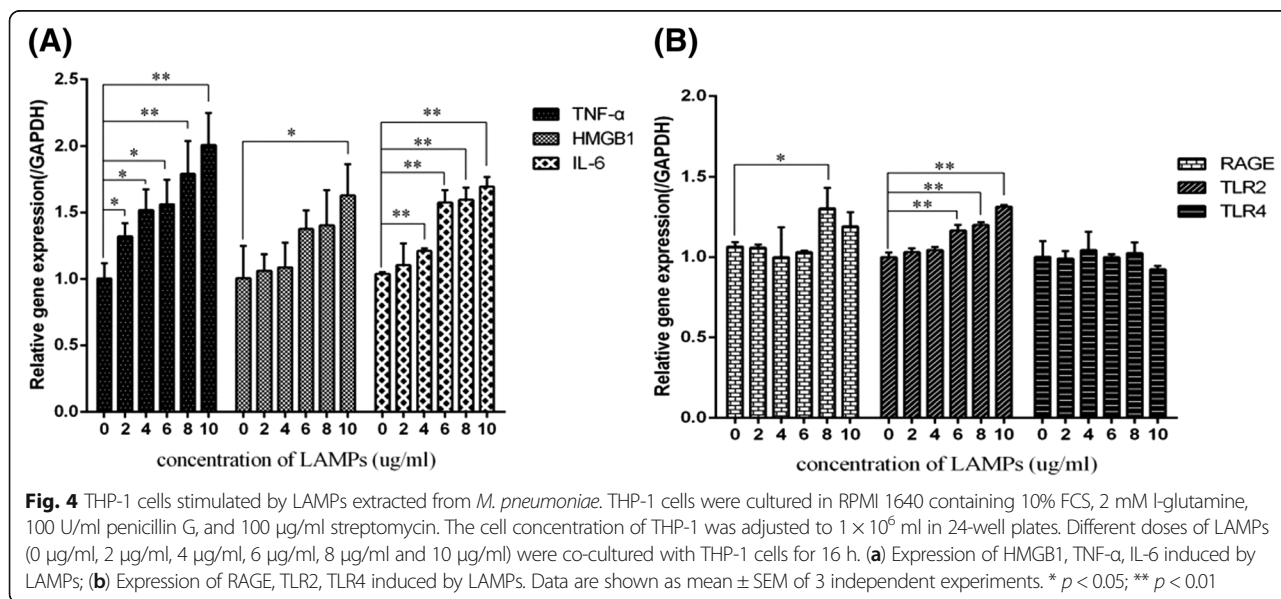 (A)
** 
**
*
*
*
*
**
**
**
**
TNF-α
HMGB1
IL-6
Relative gene expression(/GAPDH)
2.5
2.0
1.5
1.0
0.5
0.0
0 2 4 6 8 10 0 2 4 6 8 10 0 2 4 6 8 10
concentration of LAMPs (ug/ml)
(B)
*
**
**
**
RAGE
TLR2
TLR4
Relative gene expression(/GAPDH)
2.0
1.5
1.0
0.5
0.0
0 2 4 6 8 10 0 2 4 6 8 10 0 2 4 6 8 10
concentration of LAMPs (ug/ml)
Fig. 4 THP-1 cells stimulated by LAMPs extracted from M. pneumoniae. THP-1 cells were cultured in RPMI 1640 containing 10% FCS, 2 mM l-glutamine,
100 U/ml penicillin G, and 100 μg/ml streptomycin. The cell concentration of THP-1 was adjusted to 1 × 10⁶ ml in 24-well plates. Different doses of LAMPs
(0 μg/ml, 2 μg/ml, 4 μg/ml, 6 μg/ml, 8 μg/ml and 10 μg/ml) were co-cultured with THP-1 cells for 16 h. (a) Expression of HMGB1, TNF-α, IL-6 induced by
LAMPs; (b) Expression of RAGE, TLR2, TLR4 induced by LAMPs. Data are shown as mean ± SEM of 3 independent experiments. * p < 0.05; ** p < 0.01